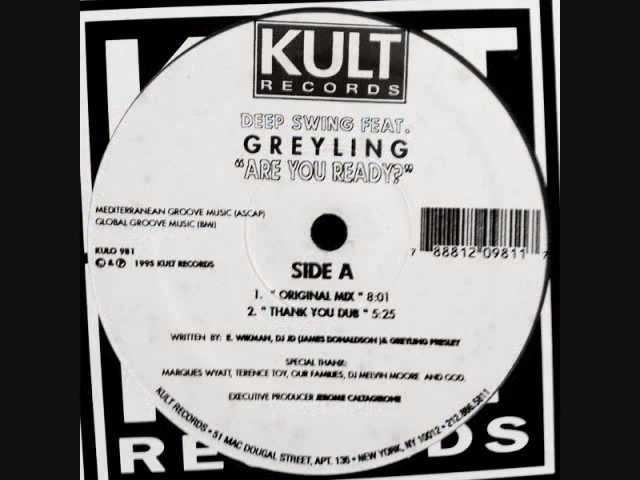 KULT
RECORDS
DEEP SWING FEAT.
GREYLING
"ARE YOU READY?"
MEDITERRANEAN GROOVE MUSIC (ASCAP)
GLOBAL GROOVE MUSIC (BMI)
KULO 981
© & ℗ 1995 KULT RECORDS
7 88812 09811 7
SIDE A
1. " ORIGINAL MIX " 8:01
2. " THANK YOU DUB " 5:25
WRITTEN BY: E. WIKMAN, DJ JD (JAMES DONALDSON )& GREYLING PRESLEY
SPECIAL THANX:
MARQUES WYATT, TERENCE TOY, OUR FAMILIES, DJ MELVIN MOORE AND GOD.
EXECUTIVE PRODUCER JEROME CALTAGIRONE
KULT RECORDS • 51 MAC DOUGAL STREET, APT. 136 • NEW YORK, NY 10012 • 212.886.5811